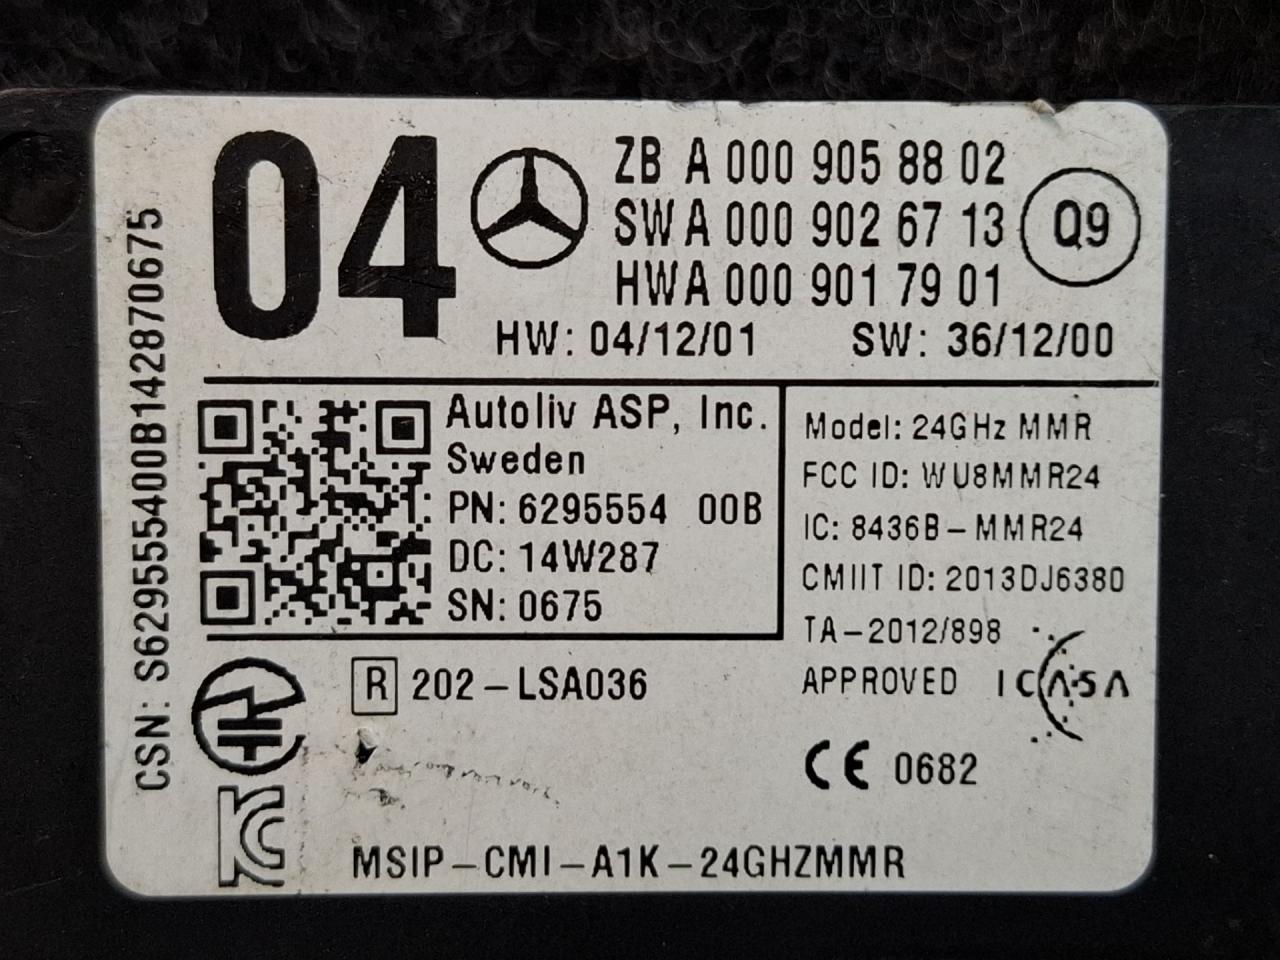 04
ZB A 000 905 88 02
SW A 000 902 67 13
HW A 000 901 79 01
Q9
HW: 04/12/01 SW: 36/12/00
CSN: S629555400B142870675
Autoliv ASP, Inc.
Sweden
PN: 6295554 00B
DC: 14W287
SN: 0675
Model: 24GHz MMR
FCC ID: WU8MMR24
IC: 8436B-MMR24
CMIIT ID: 2013DJ6380
TA-2012/898
APPROVED ICASA
R 202-LSA036
CE 0682
KC
MSIP-CMI-A1K-24GHZMMR